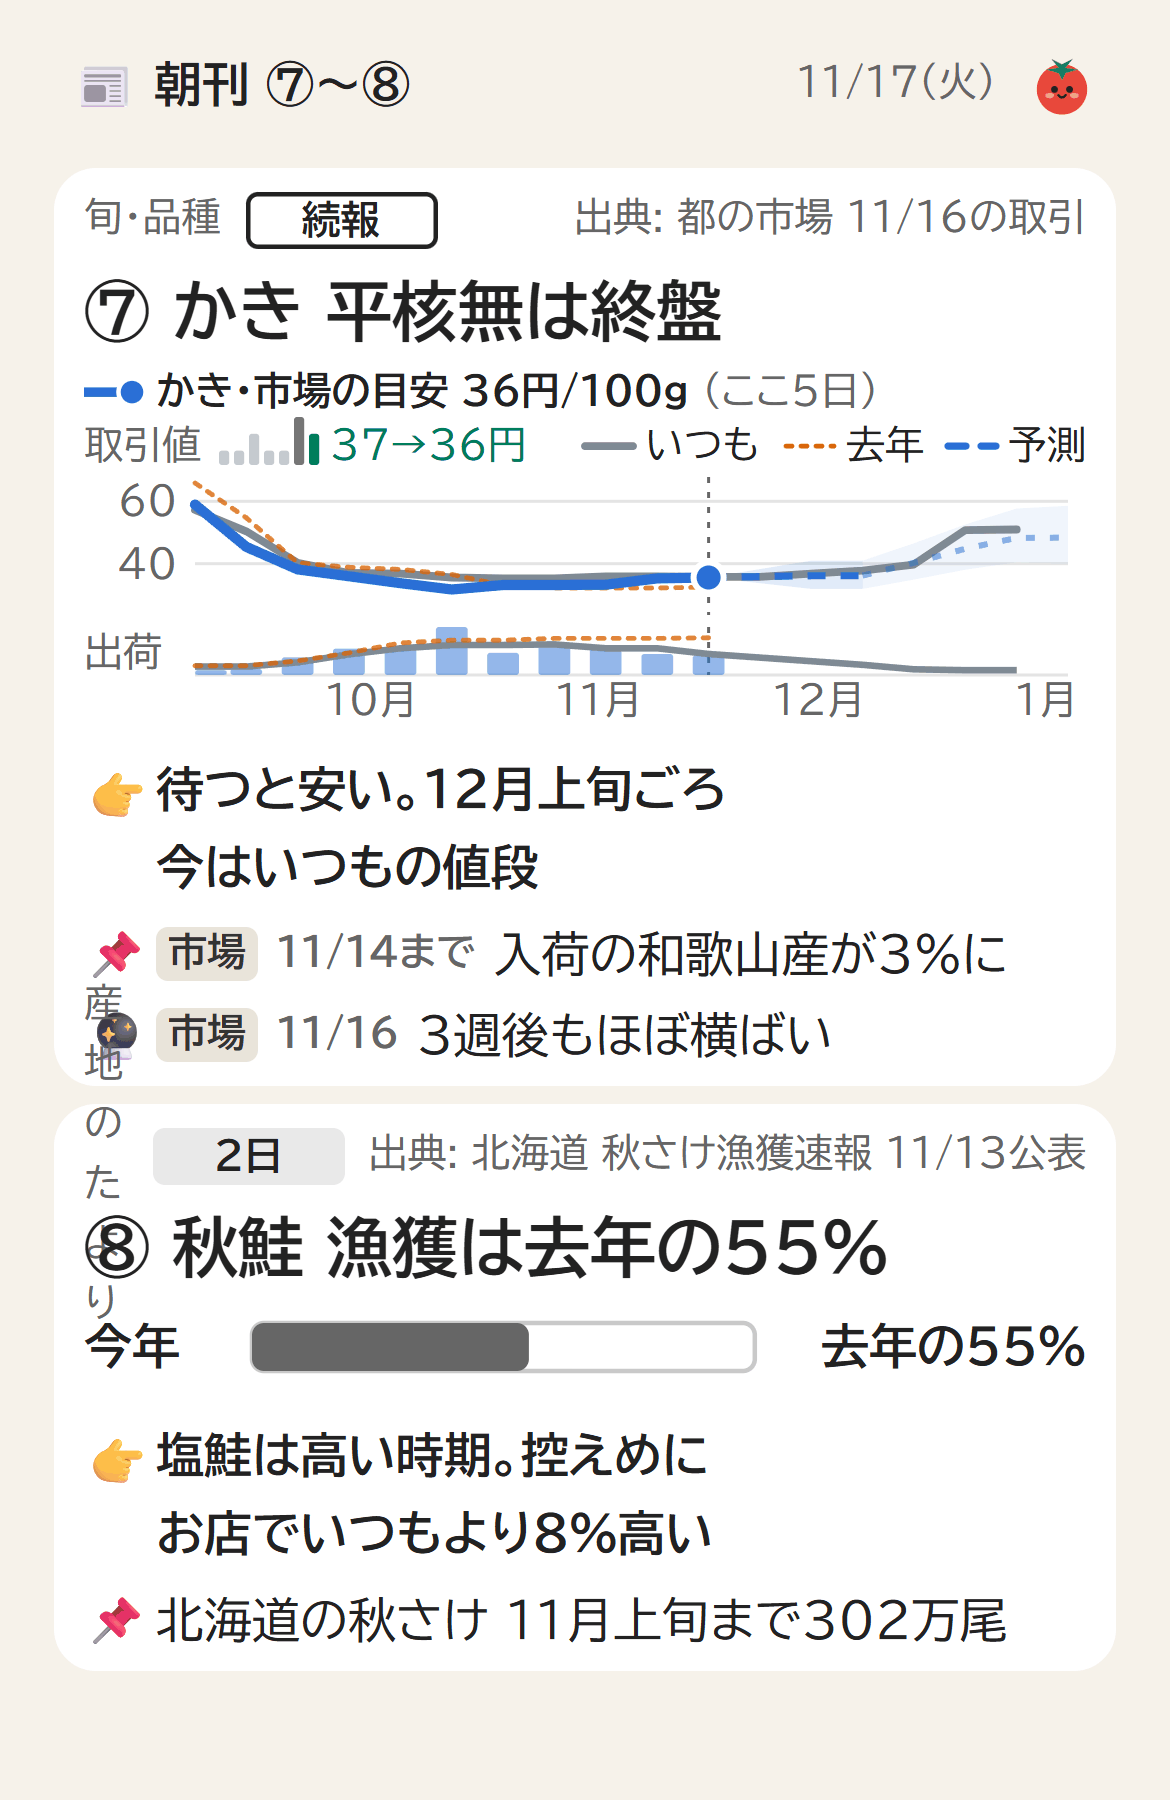 朝刊 ⑦〜⑧
11/17(火)
旬・品種 続報 出典: 都の市場 11/16の取引
⑦ かき 平核無は終盤
かき・市場の目安 36円/100g (ここ5日)
取引値 37→36円 いつも 去年 予測
60
40
出荷
10月 11月 12月 1月
待つと安い。12月上旬ごろ
今はいつもの値段
市場 11/14まで 入荷の和歌山産が3%に
市場 11/16 3週後もほぼ横ばい
産地のたより 2日 出典: 北海道 秋さけ漁獲速報 11/13公表
⑧ 秋鮭 漁獲は去年の55%
今年 去年の55%
塩鮭は高い時期。控えめに
お店でいつもより8%高い
北海道の秋さけ 11月上旬まで302万尾